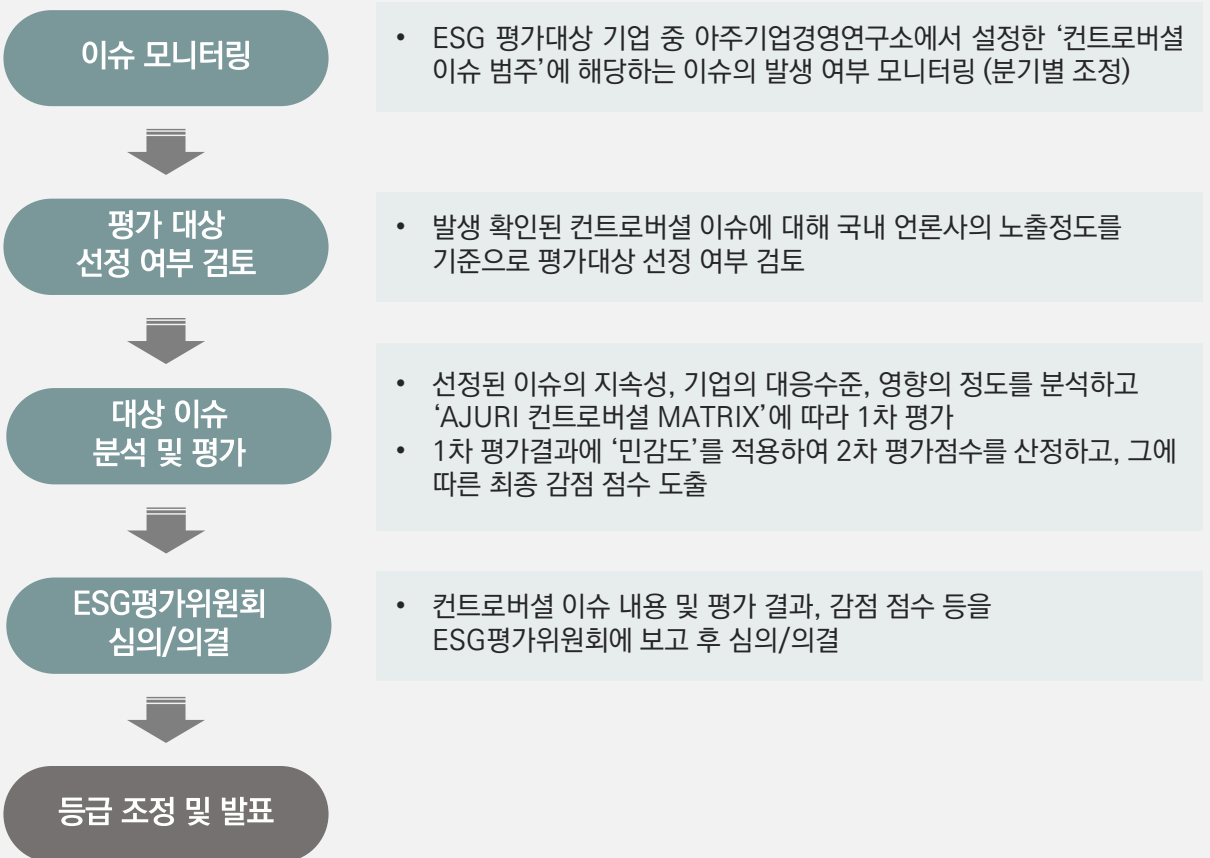 이슈 모니터링
• ESG 평가대상 기업 중 아주기업경영연구소에서 설정한 ‘컨트로버셜
이슈 범주’에 해당하는 이슈의 발생 여부 모니터링 (분기별 조정)
평가 대상
선정 여부 검토
• 발생 확인된 컨트로버셜 이슈에 대해 국내 언론사의 노출정도를
기준으로 평가대상 선정 여부 검토
대상 이슈
분석 및 평가
• 선정된 이슈의 지속성, 기업의 대응수준, 영향의 정도를 분석하고
‘AJURI 컨트로버셜 MATRIX’에 따라 1차 평가
• 1차 평가결과에 ‘민감도’를 적용하여 2차 평가점수를 산정하고, 그에
따른 최종 감점 점수 도출
ESG평가위원회
심의/의결
• 컨트로버셜 이슈 내용 및 평가 결과, 감점 점수 등을
ESG평가위원회에 보고 후 심의/의결
등급 조정 및 발표